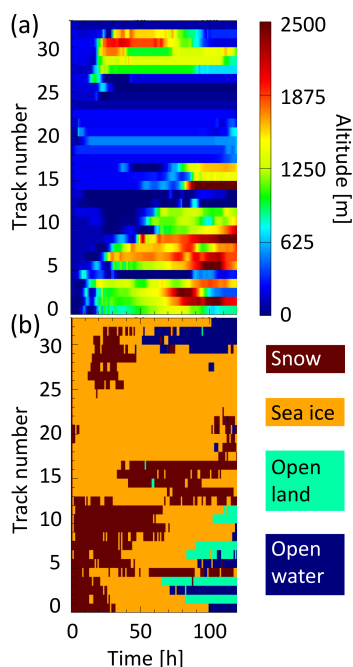 (a)
Track number
30
25
20
15
10
5
0
2500
1875
1250
625
0
Altitude [m]
(b)
Track number
30
25
20
15
10
5
0
0 50 100
Time [h]
Snow
Sea ice
Open
land
Open
water